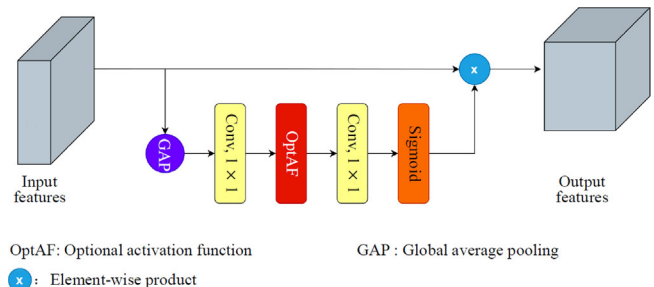 x
GAP
Conv, 1 × 1
OptAF
Conv, 1 × 1
Sigmoid
Input
features
Output
features
OptAF: Optional activation function
GAP : Global average pooling
x : Element-wise product